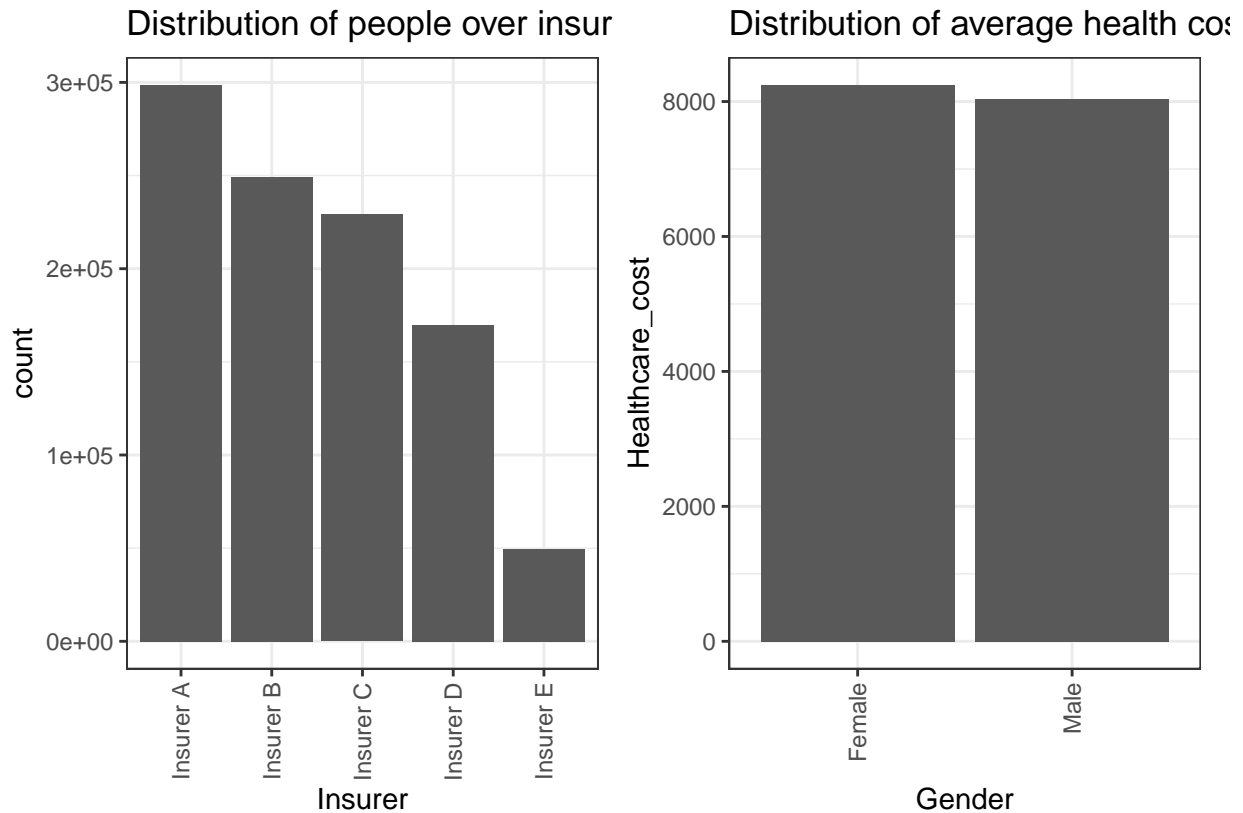 Distribution of people over insur
3e+05
2e+05
1e+05
0e+00
count
Insurer A
Insurer B
Insurer C
Insurer D
Insurer E
Insurer
Distribution of average health cos
8000
6000
4000
2000
0
Healthcare_cost
Female
Male
Gender